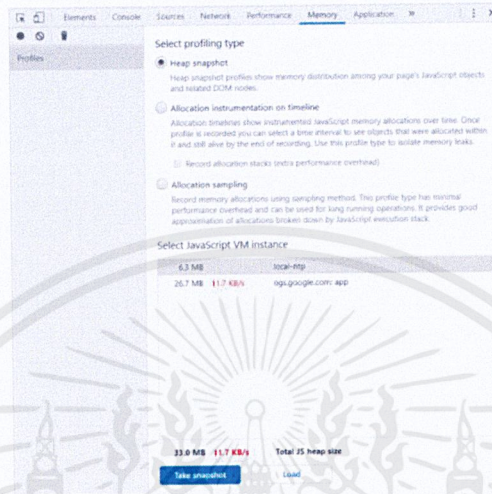 Elements Console Sources Network Performance Memory Application »
Profiles
Select profiling type
Heap snapshot
Heap snapshot profiles show memory distribution among your page's JavaScript objects
and related DOM nodes.
Allocation instrumentation on timeline
Allocation timelines show instrumented JavaScript memory allocations over time. Once
profile is recorded you can select a time interval to see objects that were allocated within
it and still alive by the end of recording. Use this profile type to isolate memory leaks.
Record allocation stacks (extra performance overhead)
Allocation sampling
Record memory allocations using sampling method. This profile type has minimal
performance overhead and can be used for long running operations. It provides good
approximation of allocations broken down by JavaScript execution stack.
Select JavaScript VM instance
6.3 MB local-ntp
26.7 MB 11.7 KB/s ogs.google.com: app
33.0 MB 11.7 KB/s Total JS heap size
Take snapshot Load